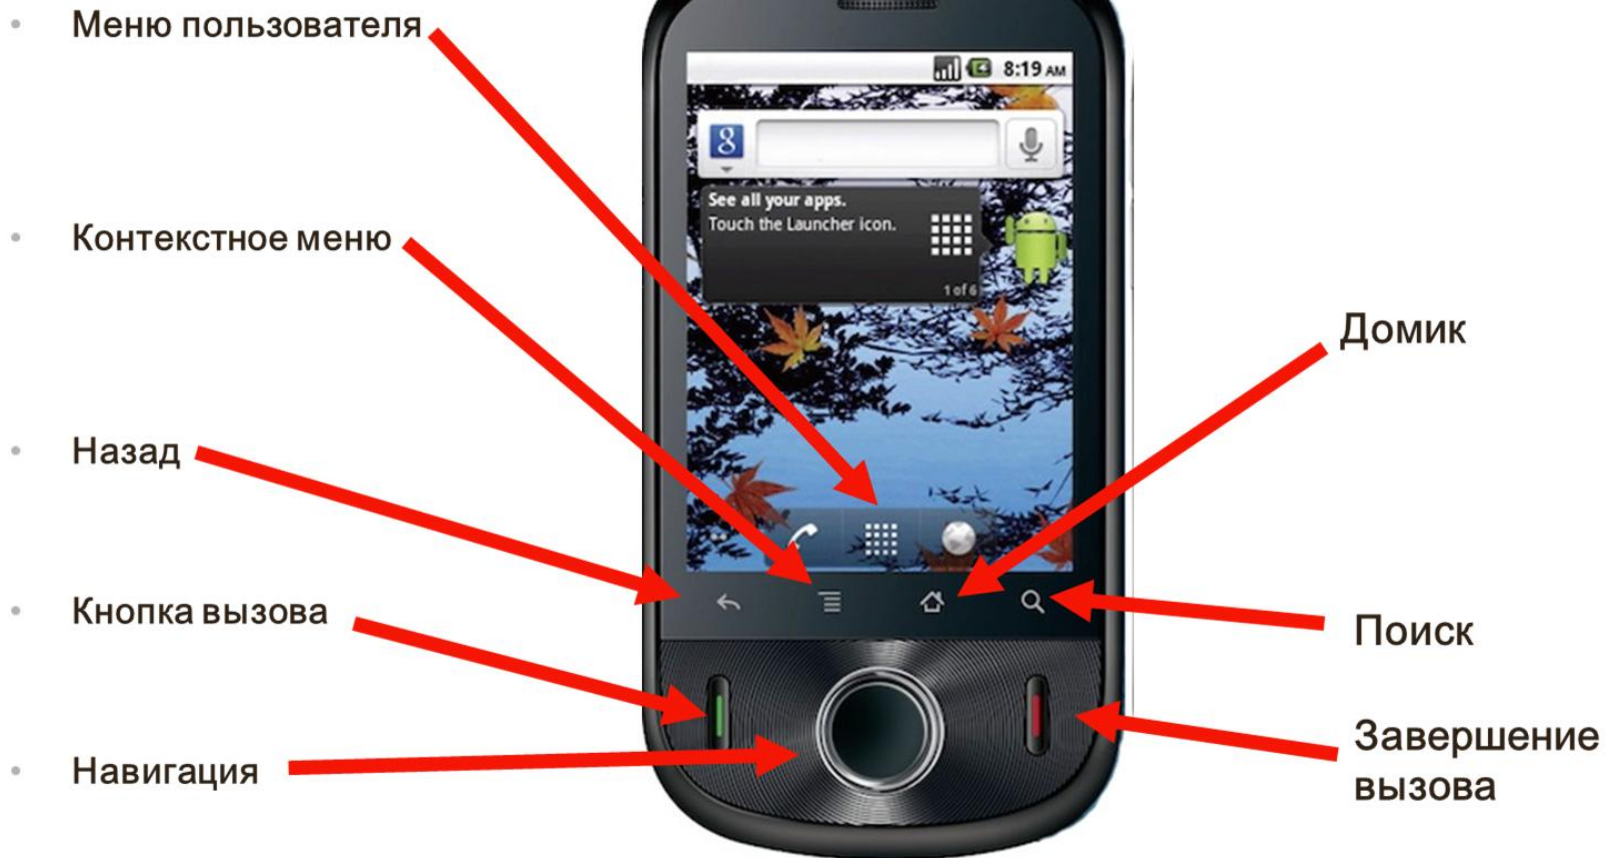 Меню пользователя
Контекстное меню
Назад
Кнопка вызова
Навигация
8:19 AM
8
See all your apps.
Touch the Launcher icon.
1 of 6
Домик
Поиск
Завершение
вызова